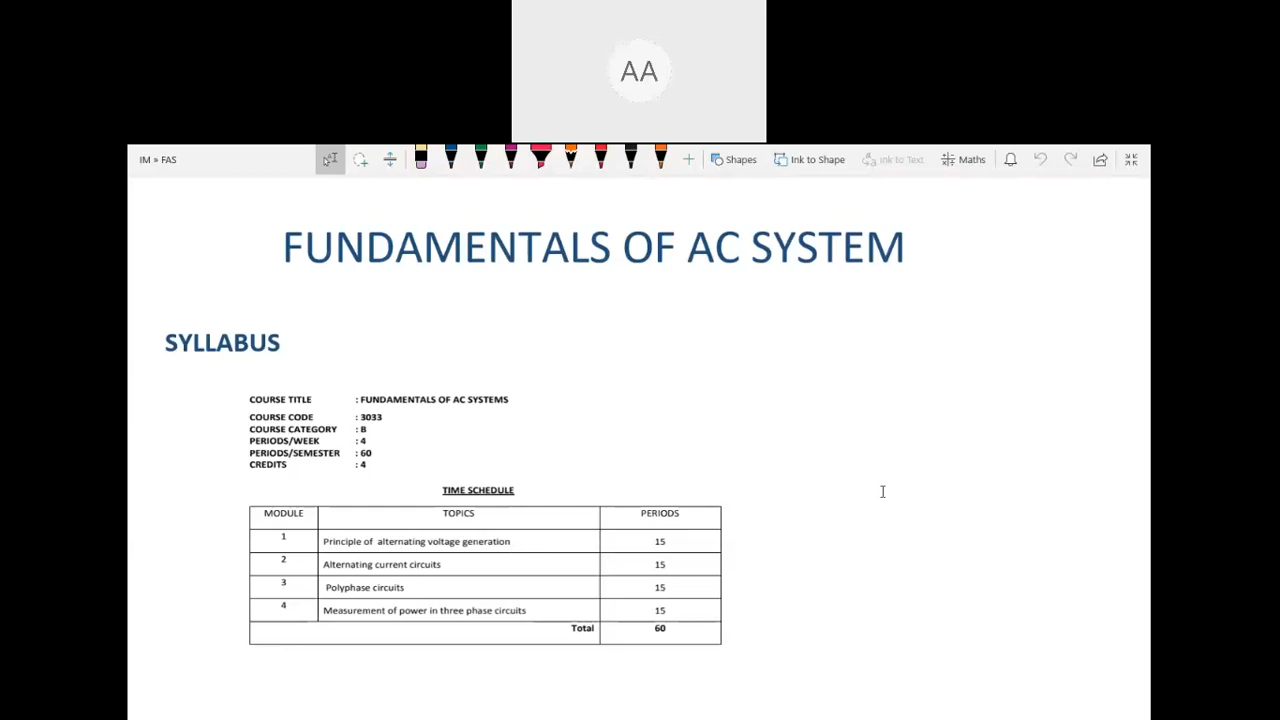 AA
IM » FAS
Shapes
Ink to Shape
Ink to Text
Maths
FUNDAMENTALS OF AC SYSTEM
SYLLABUS
COURSE TITLE : FUNDAMENTALS OF AC SYSTEMS
COURSE CODE : 3033
COURSE CATEGORY : B
PERIODS/WEEK : 4
PERIODS/SEMESTER : 60
CREDITS : 4
TIME SCHEDULE
MODULE TOPICS PERIODS
1 Principle of alternating voltage generation 15
2 Alternating current circuits 15
3 Polyphase circuits 15
4 Measurement of power in three phase circuits 15
Total 60